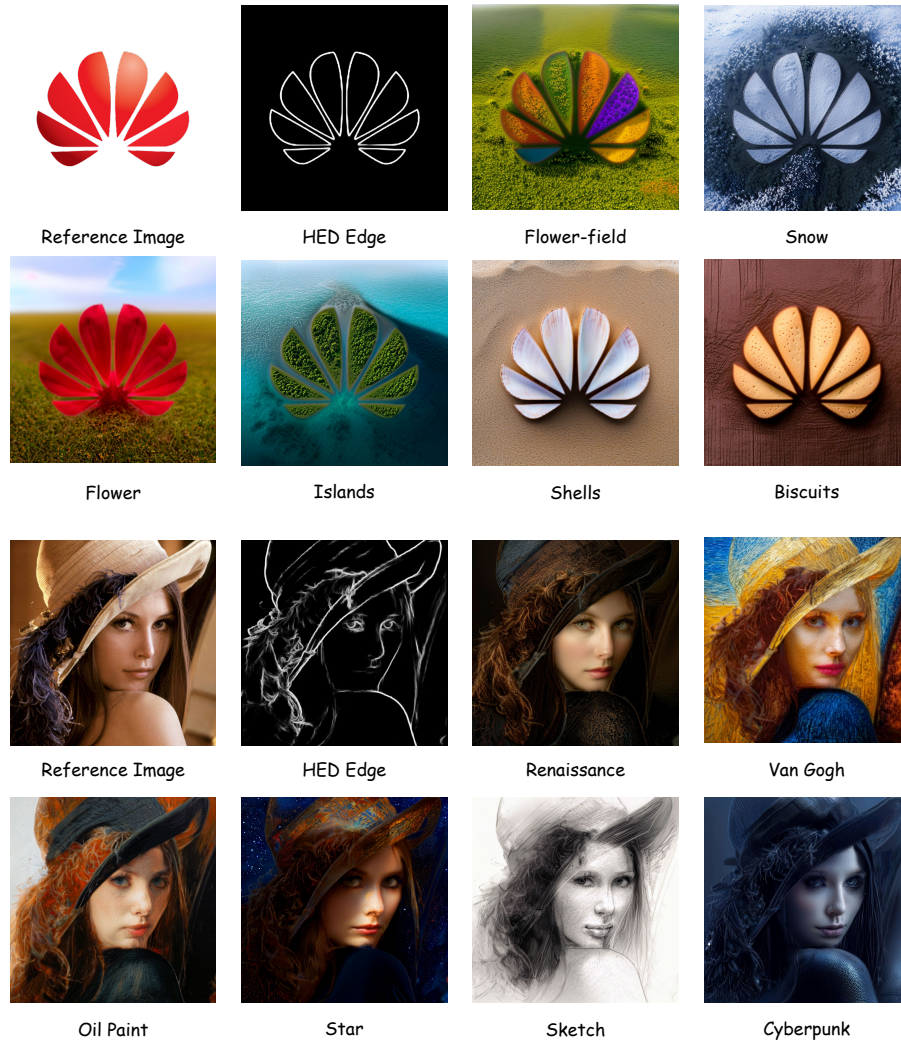 Reference Image
HED Edge
Flower-field
Snow
Flower
Islands
Shells
Biscuits
Reference Image
HED Edge
Renaissance
Van Gogh
Oil Paint
Star
Sketch
Cyberpunk